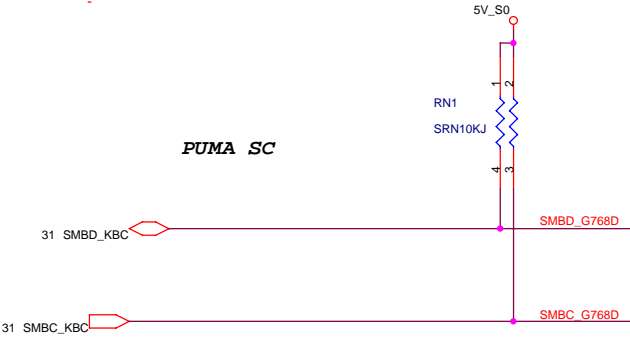 5V_S0
1
2
RN1
SRN10KJ
PUMA SC
4
3
SMBD_G768D
31 SMBD_KBC
SMBC_G768D
31 SMBC_KBC